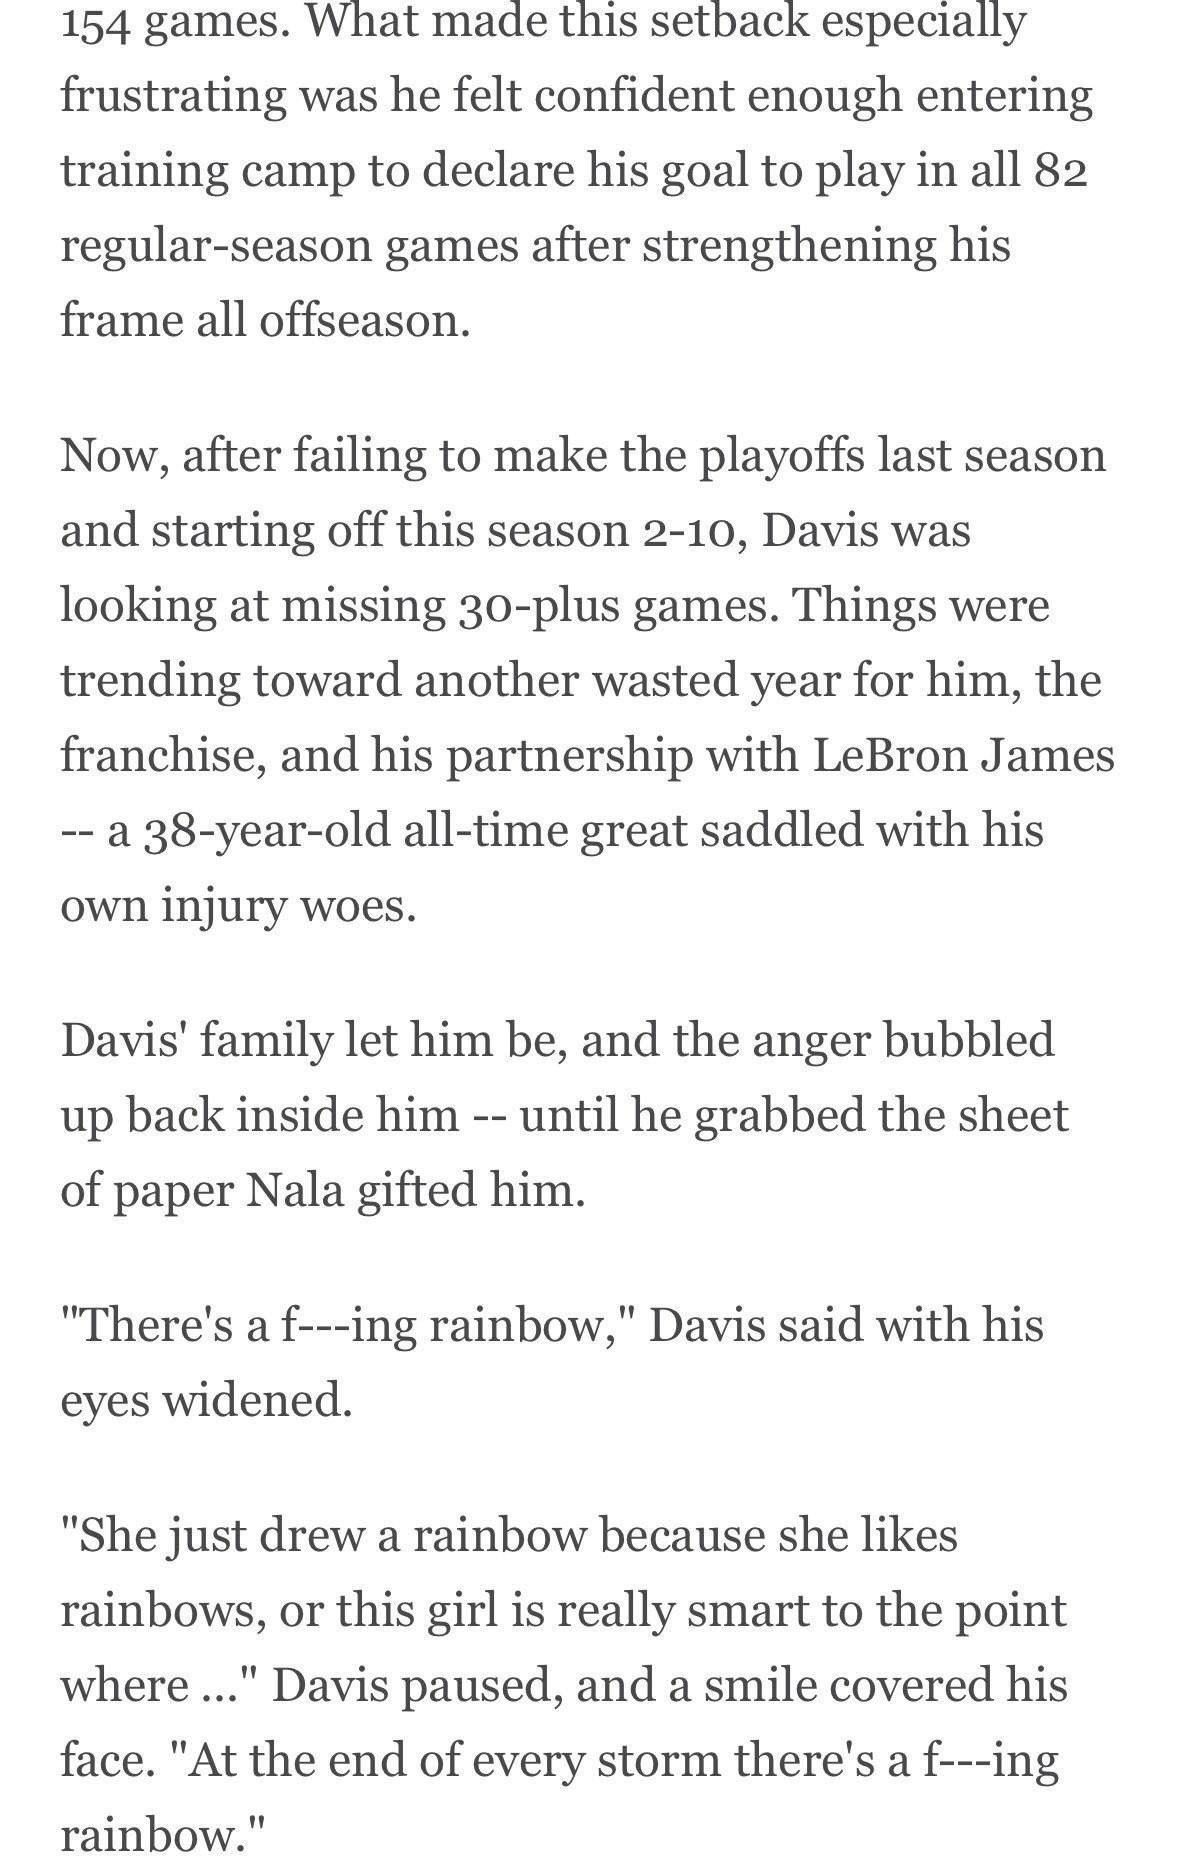 154 games. What made this setback especially
frustrating was he felt confident enough entering
training camp to declare his goal to play in all 82
regular-season games after strengthening his
frame all offseason.
Now, after failing to make the playoffs last season
and starting off this season 2-10, Davis was
looking at missing 30-plus games. Things were
trending toward another wasted year for him, the
franchise, and his partnership with LeBron James
-- a 38-year-old all-time great saddled with his
own injury woes.
Davis' family let him be, and the anger bubbled
up back inside him -- until he grabbed the sheet
of paper Nala gifted him.
"There's a f---ing rainbow," Davis said with his
eyes widened.
"She just drew a rainbow because she likes
rainbows, or this girl is really smart to the point
where ..." Davis paused, and a smile covered his
face. "At the end of every storm there's a f---ing
rainbow."